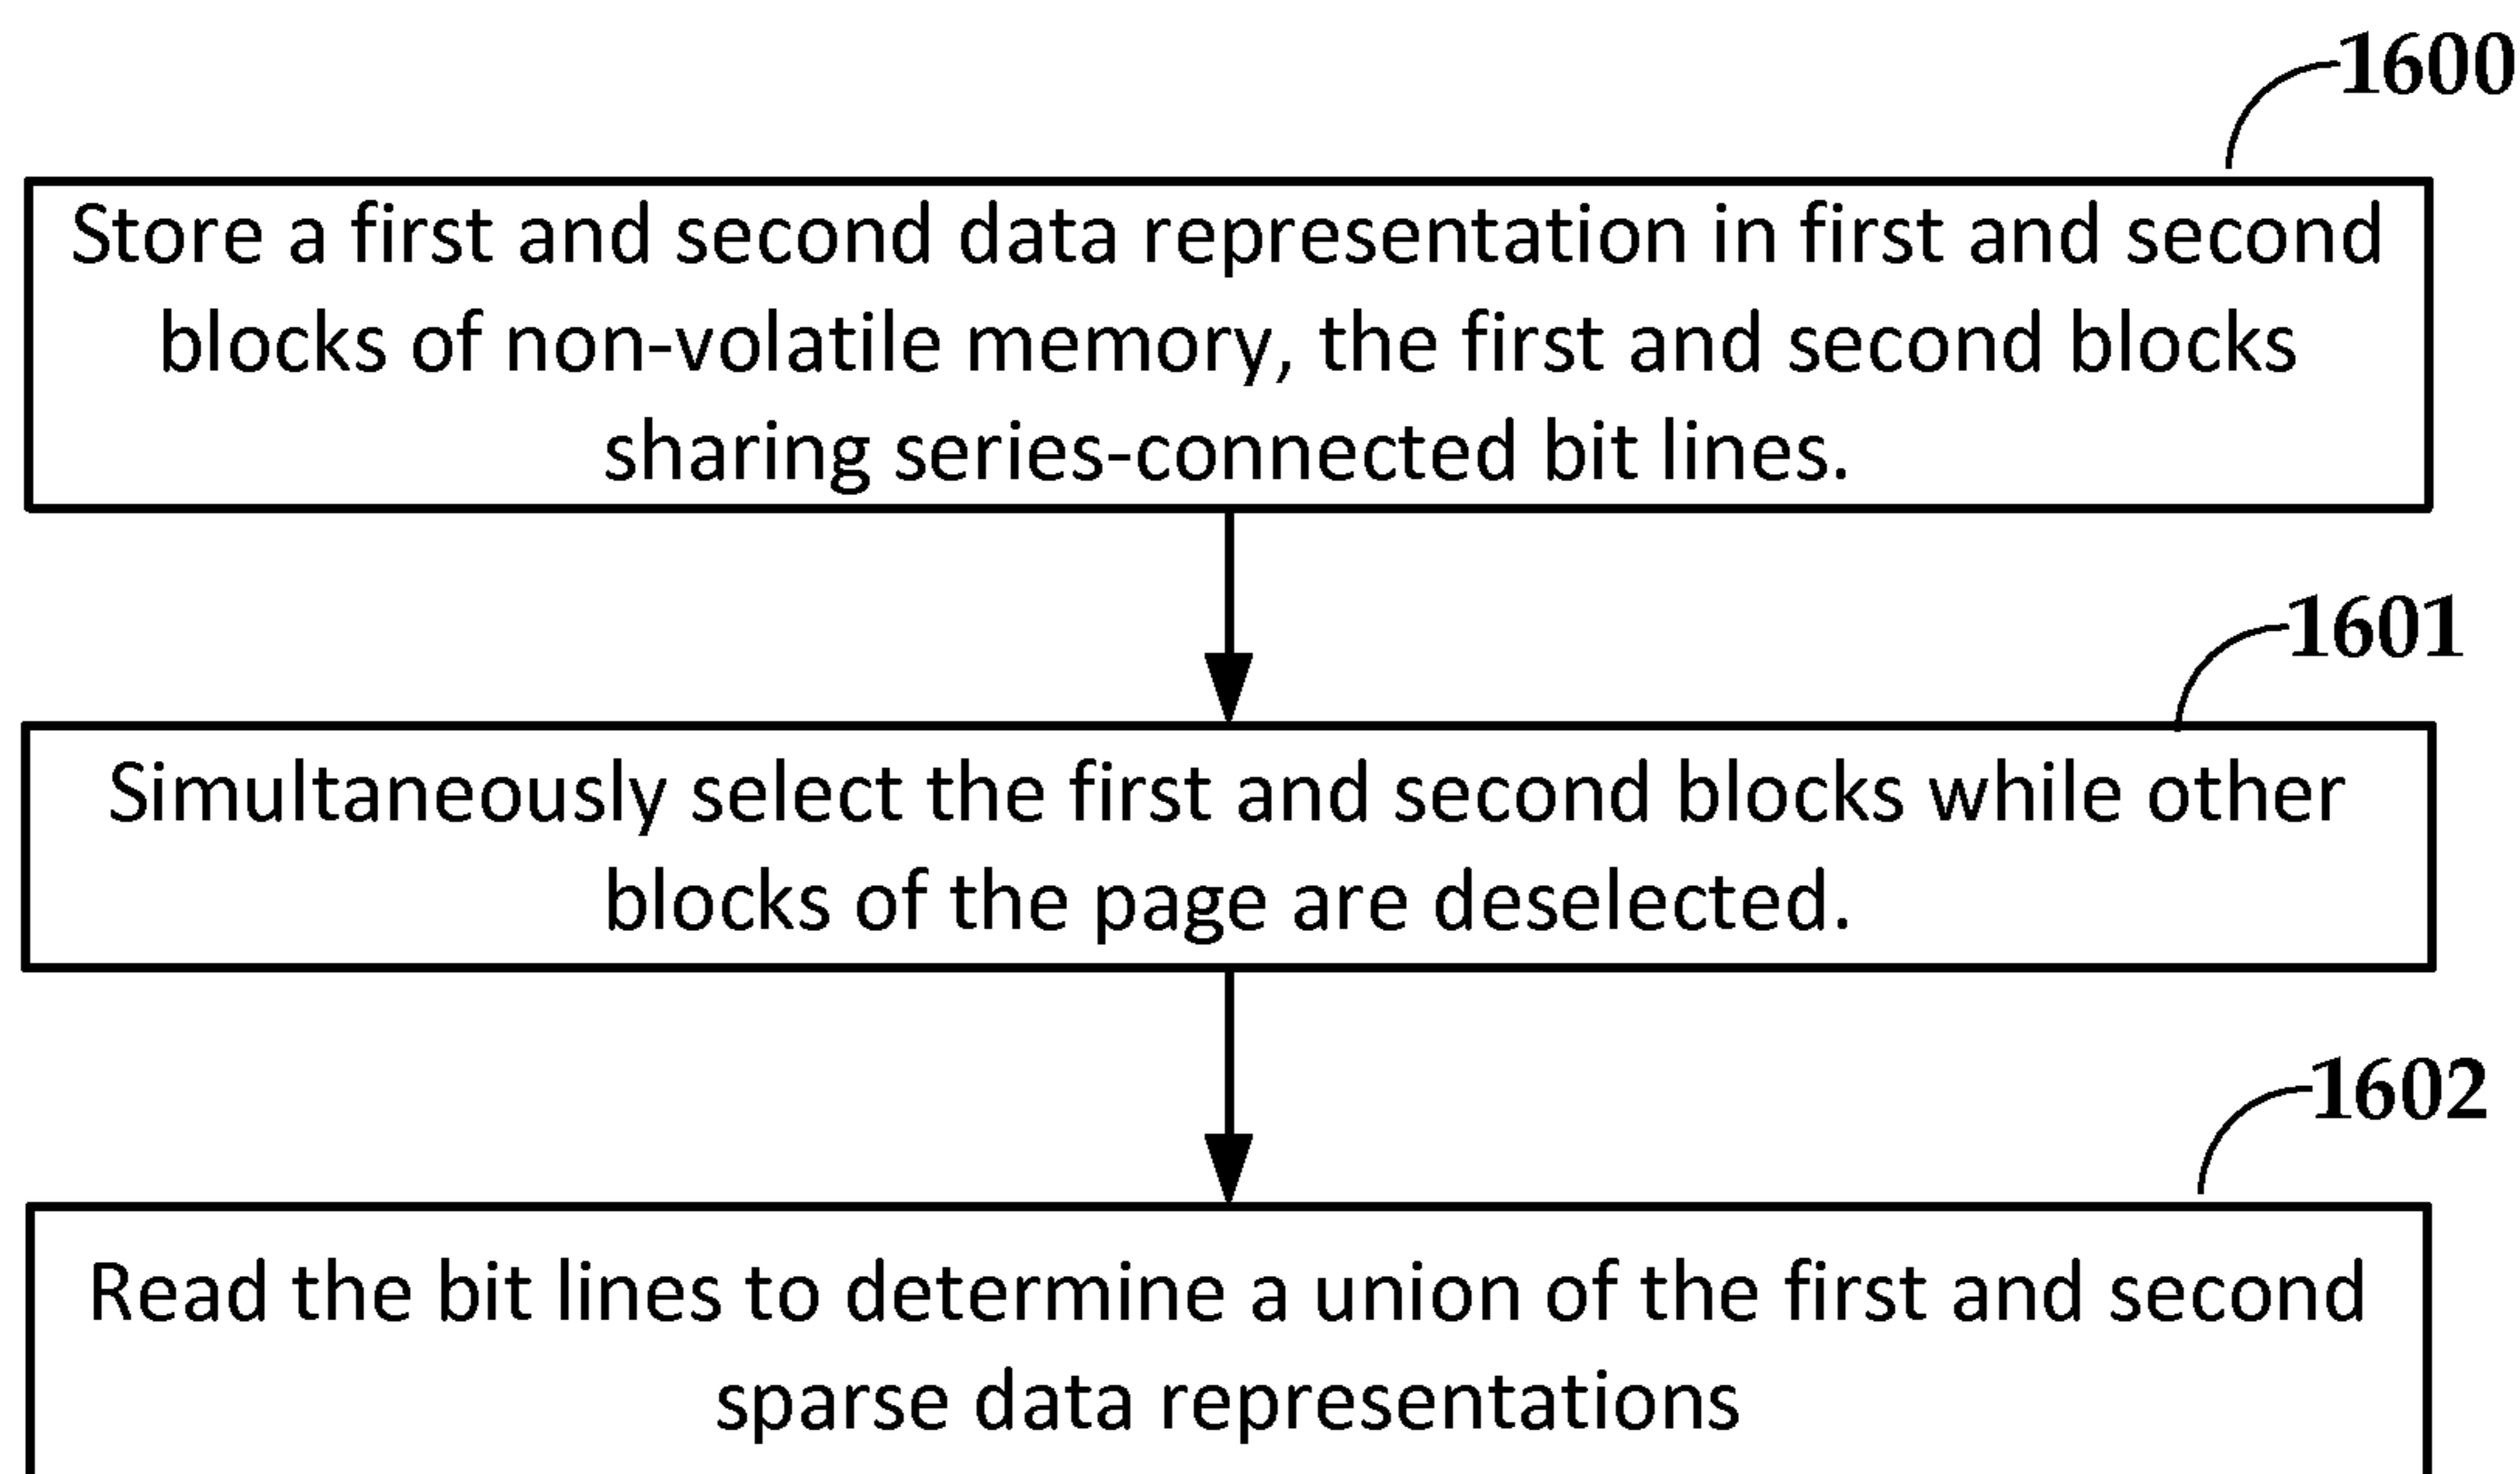 1600
Store a first and second data representation in first and second
blocks of non-volatile memory, the first and second blocks
sharing series-connected bit lines.
1601
Simultaneously select the first and second blocks while other
blocks of the page are deselected.
1602
Read the bit lines to determine a union of the first and second
sparse data representations